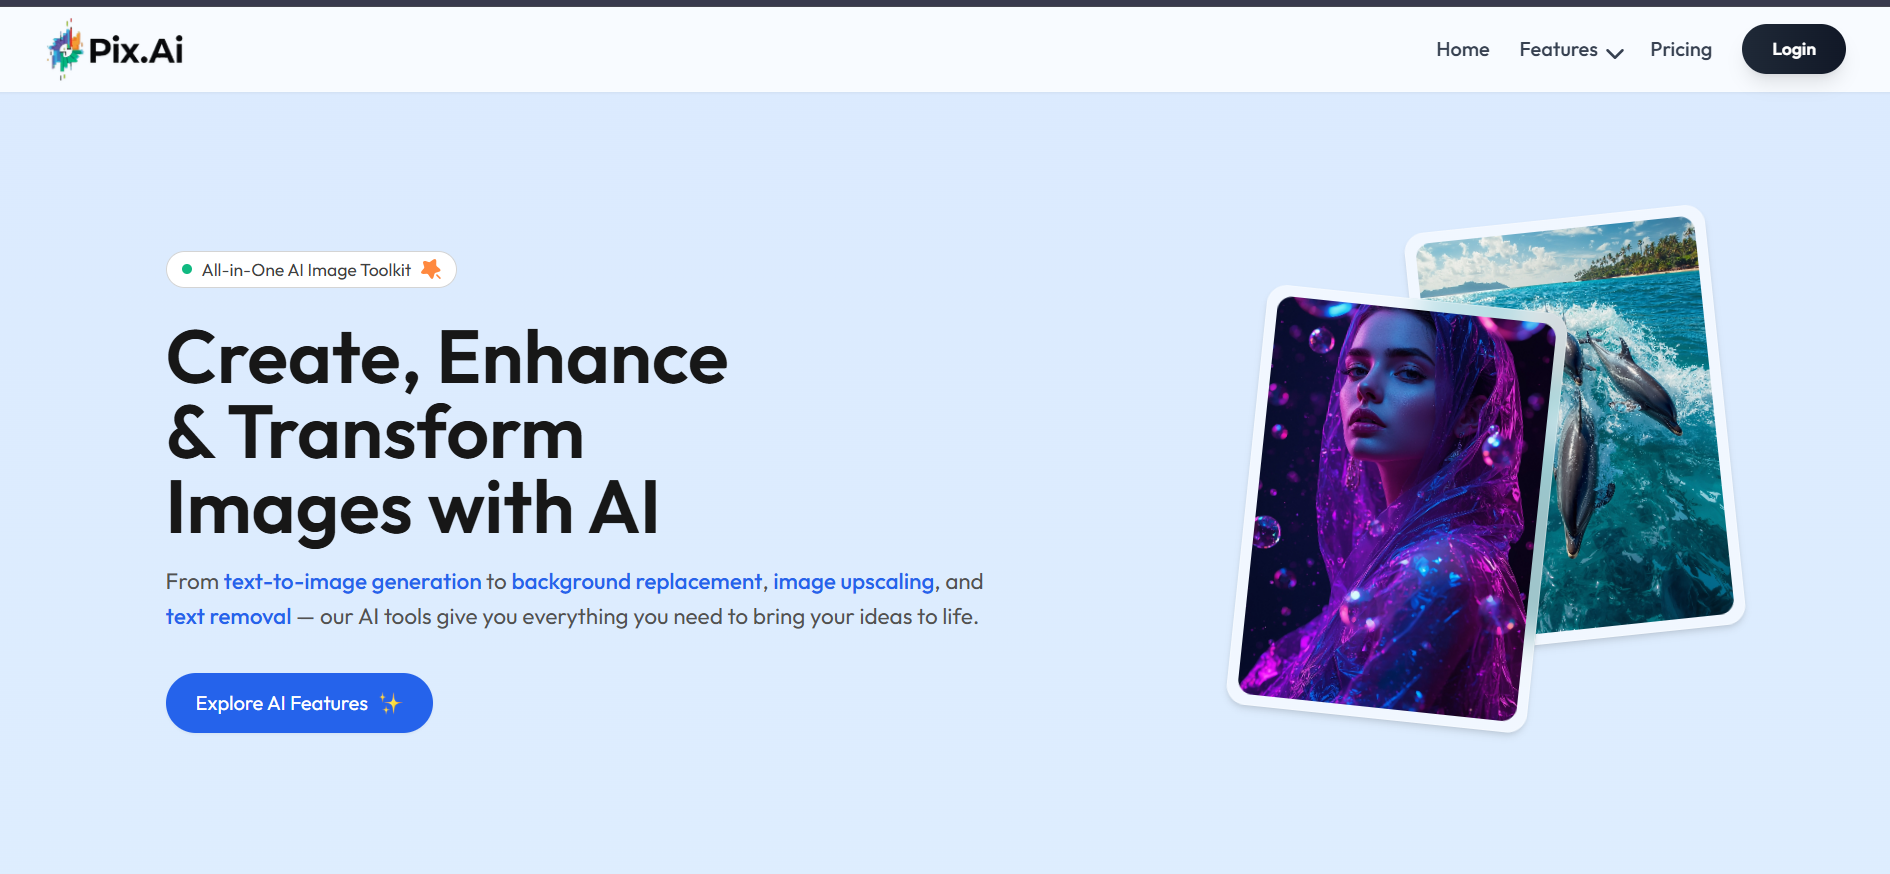 Pix.Ai
Home
Features
Pricing
Login
All-in-One AI Image Toolkit
Create, Enhance
& Transform
Images with AI
From text-to-image generation to background replacement, image upscaling, and
text removal — our AI tools give you everything you need to bring your ideas to life.
Explore AI Features ✨